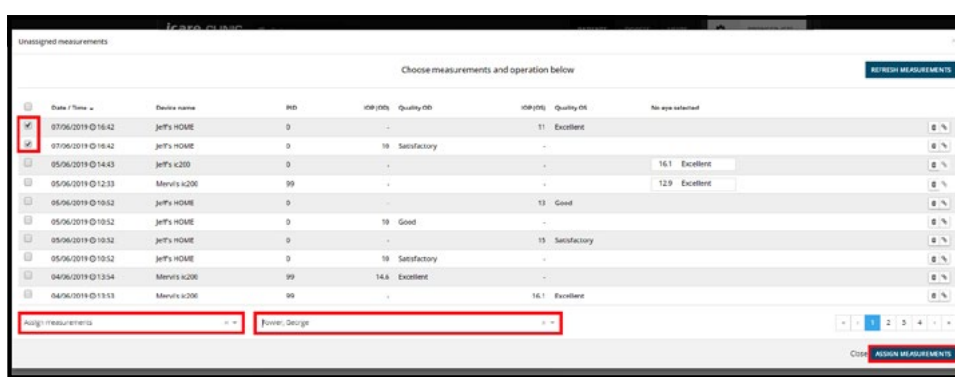 icare CLINIC
Unassigned measurements
Choose measurements and operation below
REFRESH MEASUREMENTS
Date / Time Device name PID IOP (OD) Quality OD IOP (OS) Quality OS No eye selected
07/06/2019 16:42 Jeff's HOME 0 - 11 Excellent
07/06/2019 16:42 Jeff's HOME 0 10 Satisfactory -
05/06/2019 14:43 Jeff's ic200 0 - - 16.1 Excellent
05/06/2019 12:33 Mervi's ic200 99 - - 12.9 Excellent
05/06/2019 10:52 Jeff's HOME 0 - 13 Good
05/06/2019 10:52 Jeff's HOME 0 10 Good -
05/06/2019 10:52 Jeff's HOME 0 - 15 Satisfactory
05/06/2019 10:52 Jeff's HOME 0 10 Satisfactory -
04/06/2019 13:54 Mervi's ic200 99 14.6 Excellent -
04/06/2019 13:53 Mervi's ic200 99 - 16.1 Excellent
Assign measurements × Power, George × « ‹ 1 2 3 4 › »
Close ASSIGN MEASUREMENTS